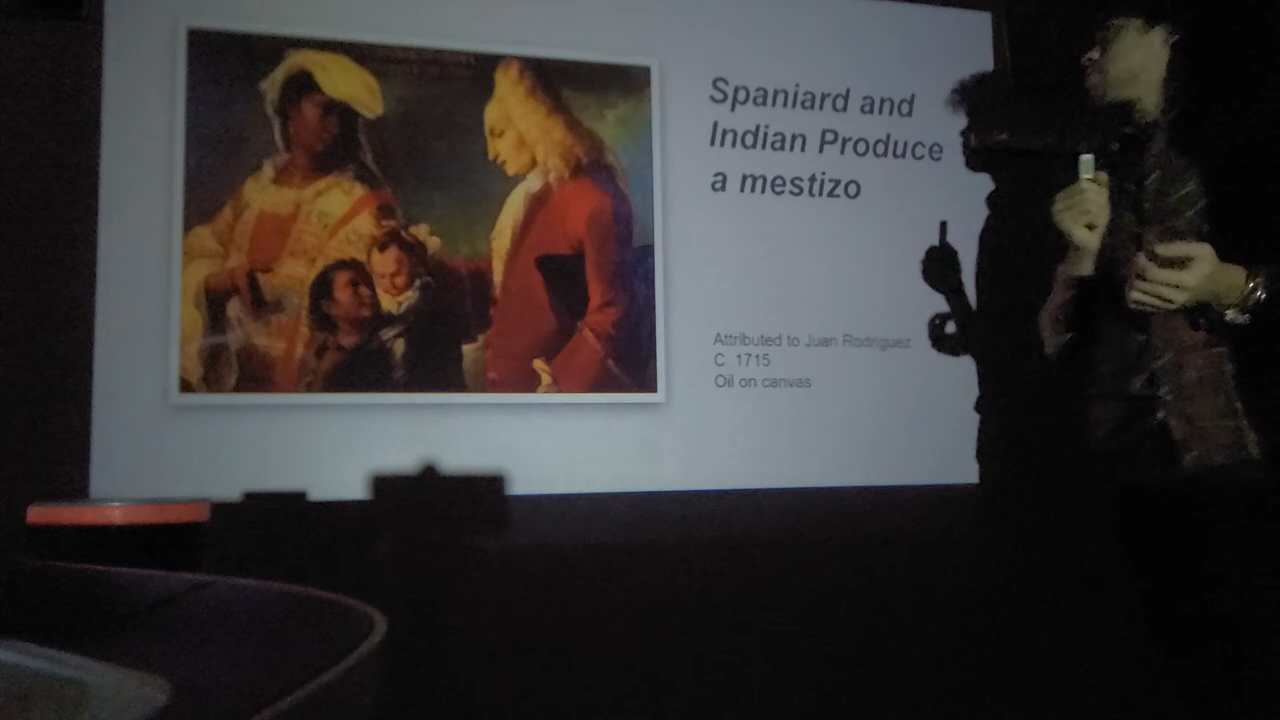 Spaniard and
Indian Produce
a mestizo
Attributed to Juan Rodriguez
C. 1715
Oil on canvas